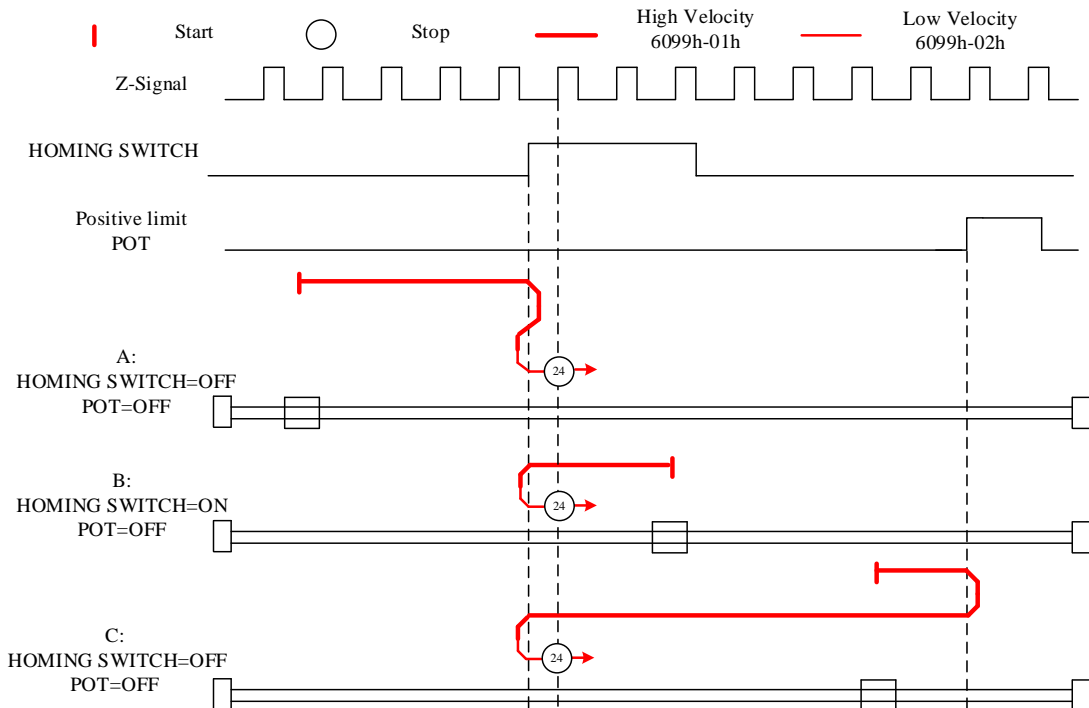 Start
Stop
High Velocity
6099h-01h
Low Velocity
6099h-02h
Z-Signal
HOMING SWITCH
Positive limit
POT
A:
HOMING SWITCH=OFF
POT=OFF
24
B:
HOMING SWITCH=ON
POT=OFF
24
C:
HOMING SWITCH=OFF
POT=OFF
24